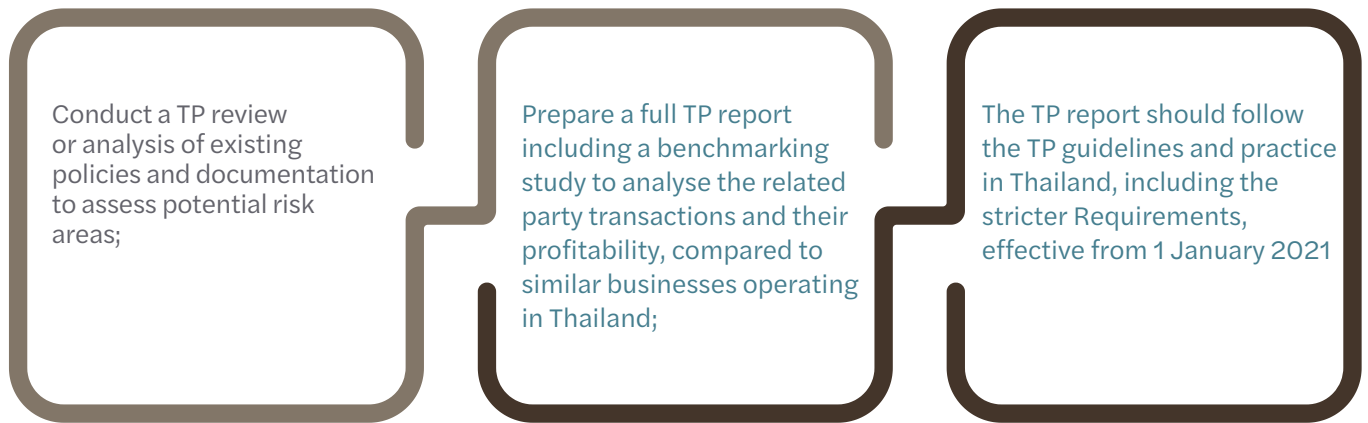 Conduct a TP review
or analysis of existing
policies and documentation
to assess potential risk
areas;
Prepare a full TP report
including a benchmarking
study to analyse the related
party transactions and their
profitability, compared to
similar businesses operating
in Thailand;
The TP report should follow
the TP guidelines and practice
in Thailand, including the
stricter Requirements,
effective from 1 January 2021